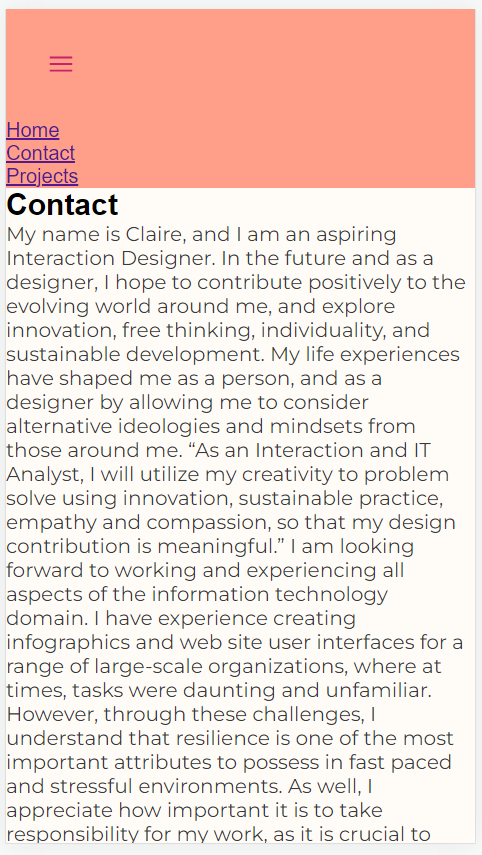 Home
Contact
Projects
Contact
My name is Claire, and I am an aspiring
Interaction Designer. In the future and as a
designer, I hope to contribute positively to the
evolving world around me, and explore
innovation, free thinking, individuality, and
sustainable development. My life experiences
have shaped me as a person, and as a
designer by allowing me to consider
alternative ideologies and mindsets from
those around me. “As an Interaction and IT
Analyst, I will utilize my creativity to problem
solve using innovation, sustainable practice,
empathy and compassion, so that my design
contribution is meaningful.” I am looking
forward to working and experiencing all
aspects of the information technology
domain. I have experience creating
infographics and web site user interfaces for a
range of large-scale organizations, where at
times, tasks were daunting and unfamiliar.
However, through these challenges, I
understand that resilience is one of the most
important attributes to possess in fast paced
and stressful environments. As well, I
appreciate how important it is to take
responsibility for my work, as it is crucial to